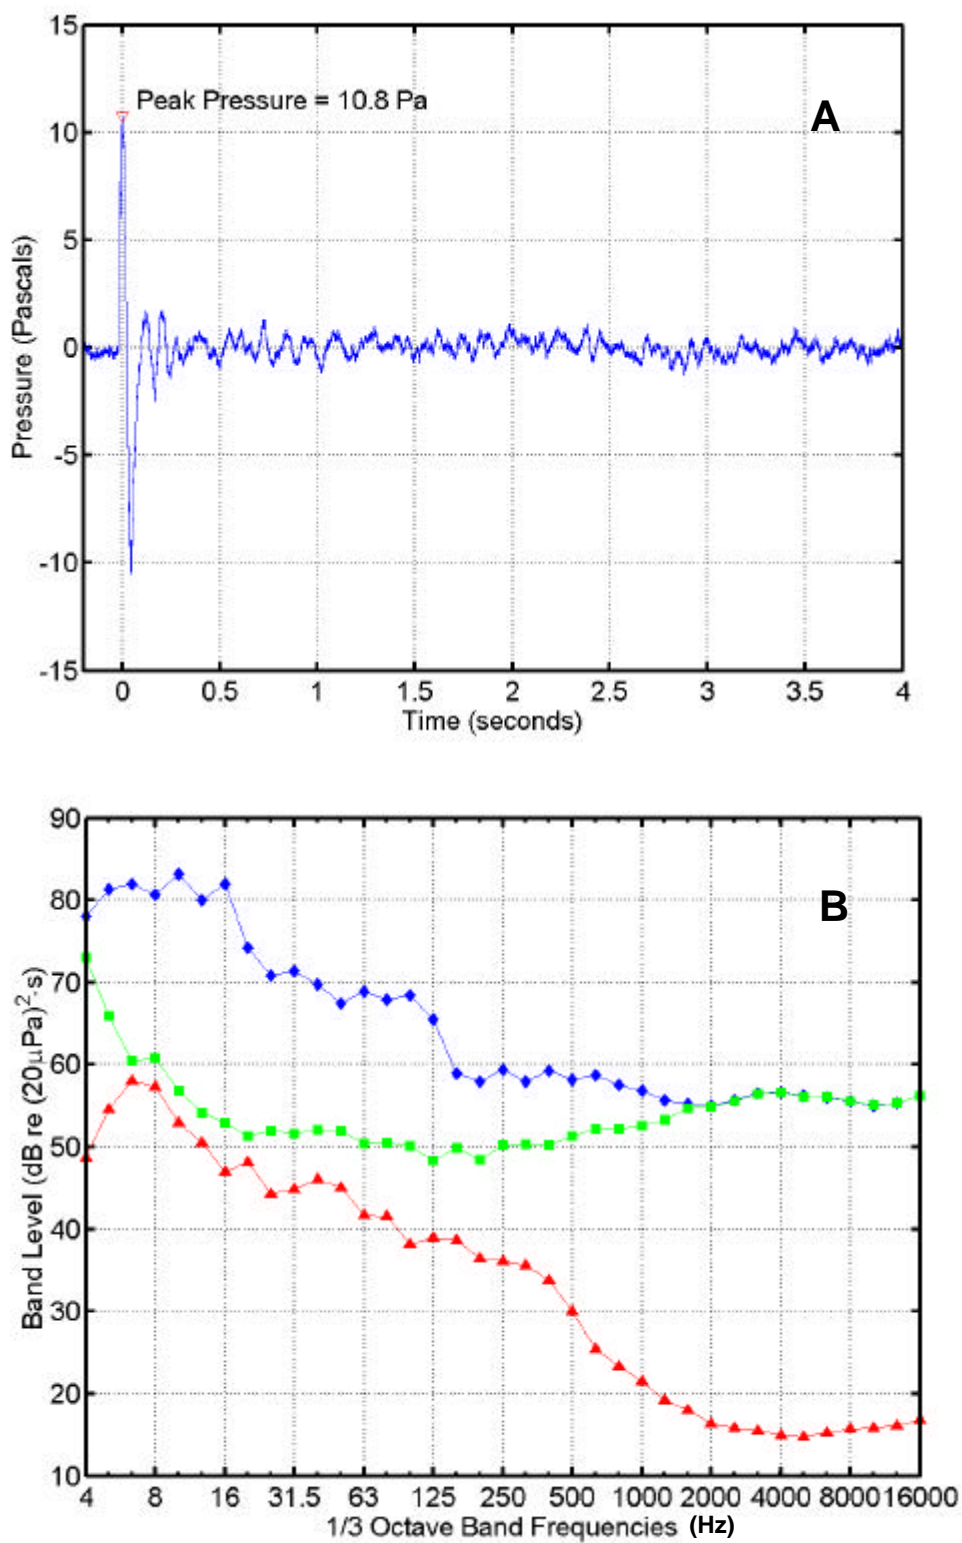 15
Peak Pressure = 10.8 Pa
A
10
5
0
-5
-10
-15
Pressure (Pascals)
0 0.5 1 1.5 2 2.5 3 3.5 4
Time (seconds)
90
80
B
70
60
50
40
30
20
10
Band Level (dB re (20μPa)²·s)
4 8 16 31.5 63 125 250 500 1000 2000 4000 8000 16000
1/3 Octave Band Frequencies (Hz)